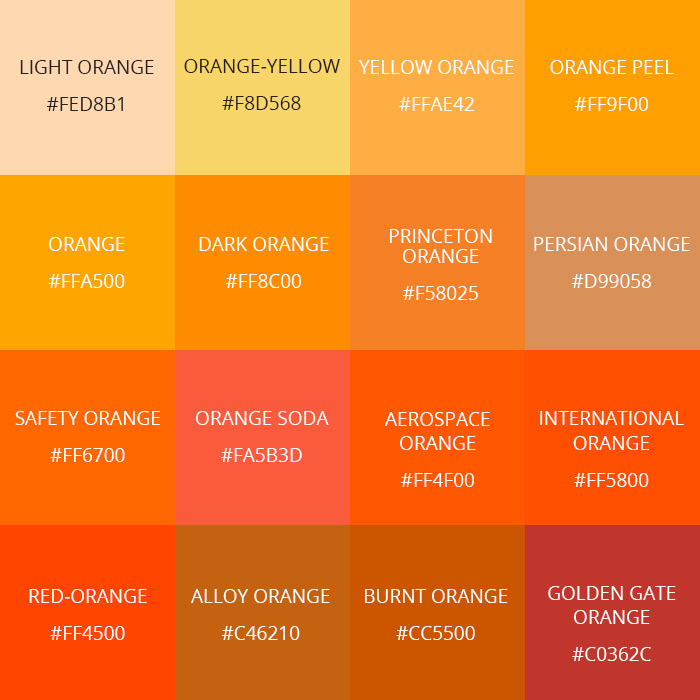 LIGHT ORANGE
#FED8B1
ORANGE-YELLOW
#F8D568
YELLOW ORANGE
#FFAE42
ORANGE PEEL
#FF9F00
ORANGE
#FFA500
DARK ORANGE
#FF8C00
PRINCETON
ORANGE
#F58025
PERSIAN ORANGE
#D99058
SAFETY ORANGE
#FF6700
ORANGE SODA
#FA5B3D
AEROSPACE
ORANGE
#FF4F00
INTERNATIONAL
ORANGE
#FF5800
RED-ORANGE
#FF4500
ALLOY ORANGE
#C46210
BURNT ORANGE
#CC5500
GOLDEN GATE
ORANGE
#C0362C